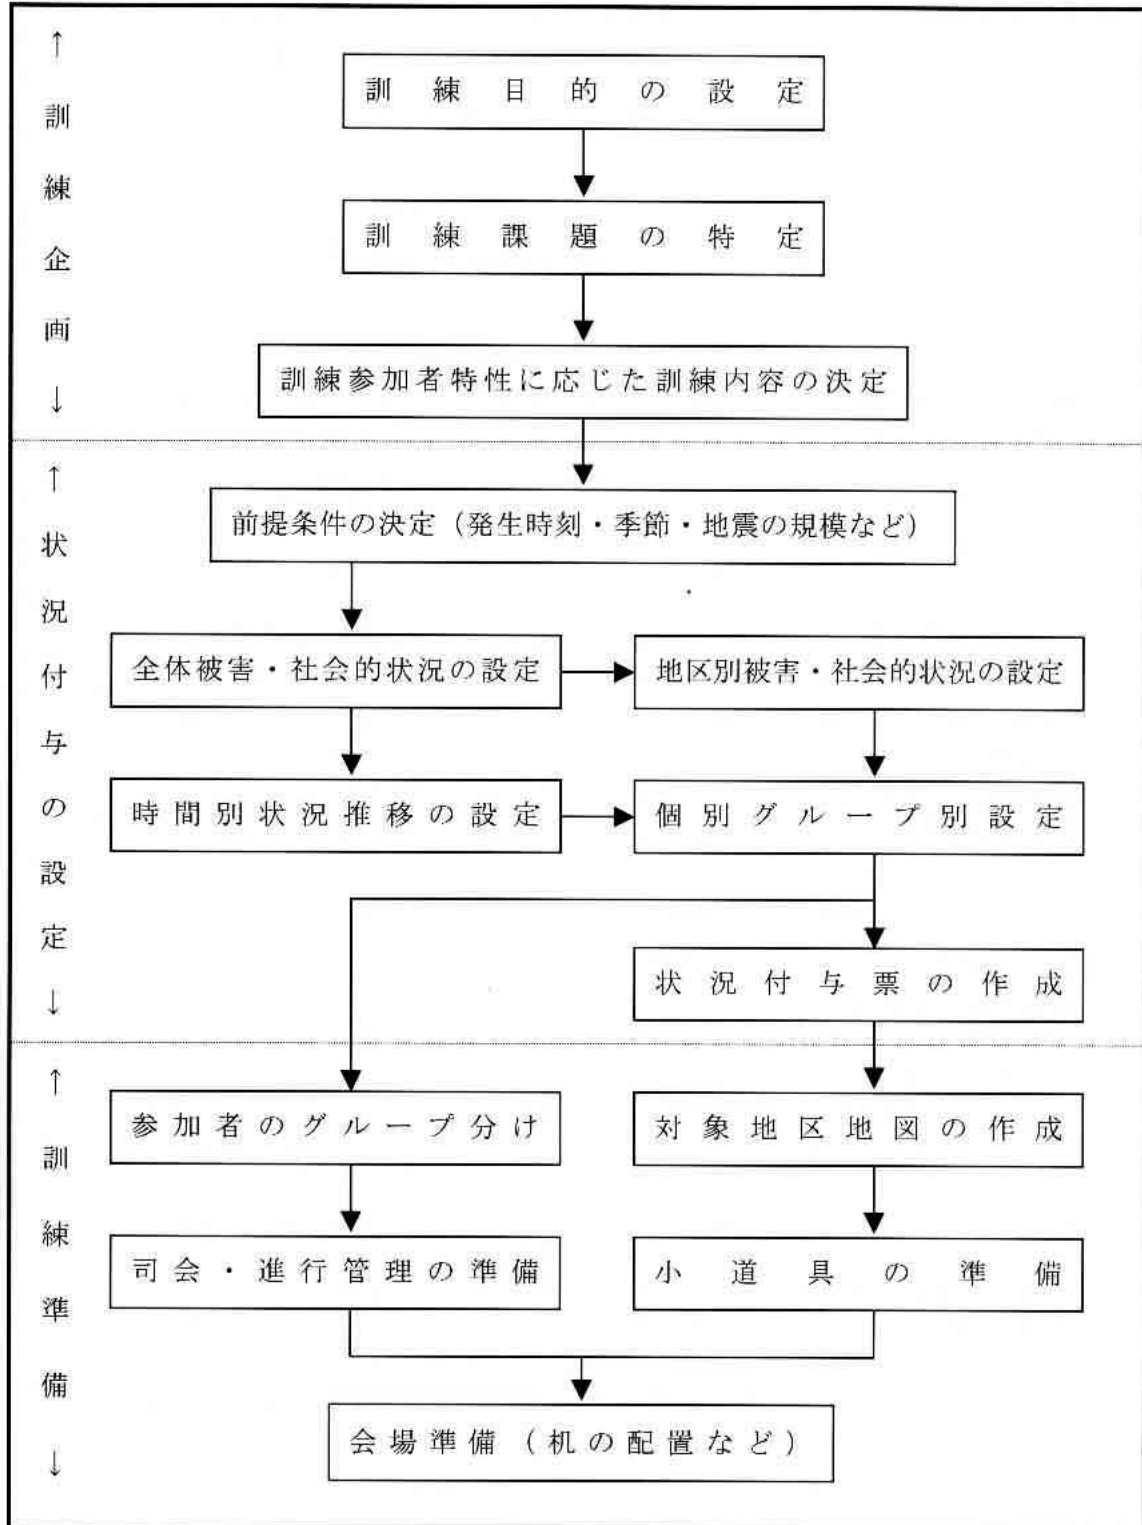 ↑訓練企画↓
訓練目的の設定
訓練課題の特定
訓練参加者特性に応じた訓練内容の決定
↑状況付与の設定↓
前提条件の決定（発生時刻・季節・地震の規模など）
全体被害・社会的状況の設定
地区別被害・社会的状況の設定
時間別状況推移の設定
個別グループ別設定
状況付与票の作成
↑訓練準備↓
参加者のグループ分け
対象地区地図の作成
司会・進行管理の準備
小道具の準備
会場準備（机の配置など）